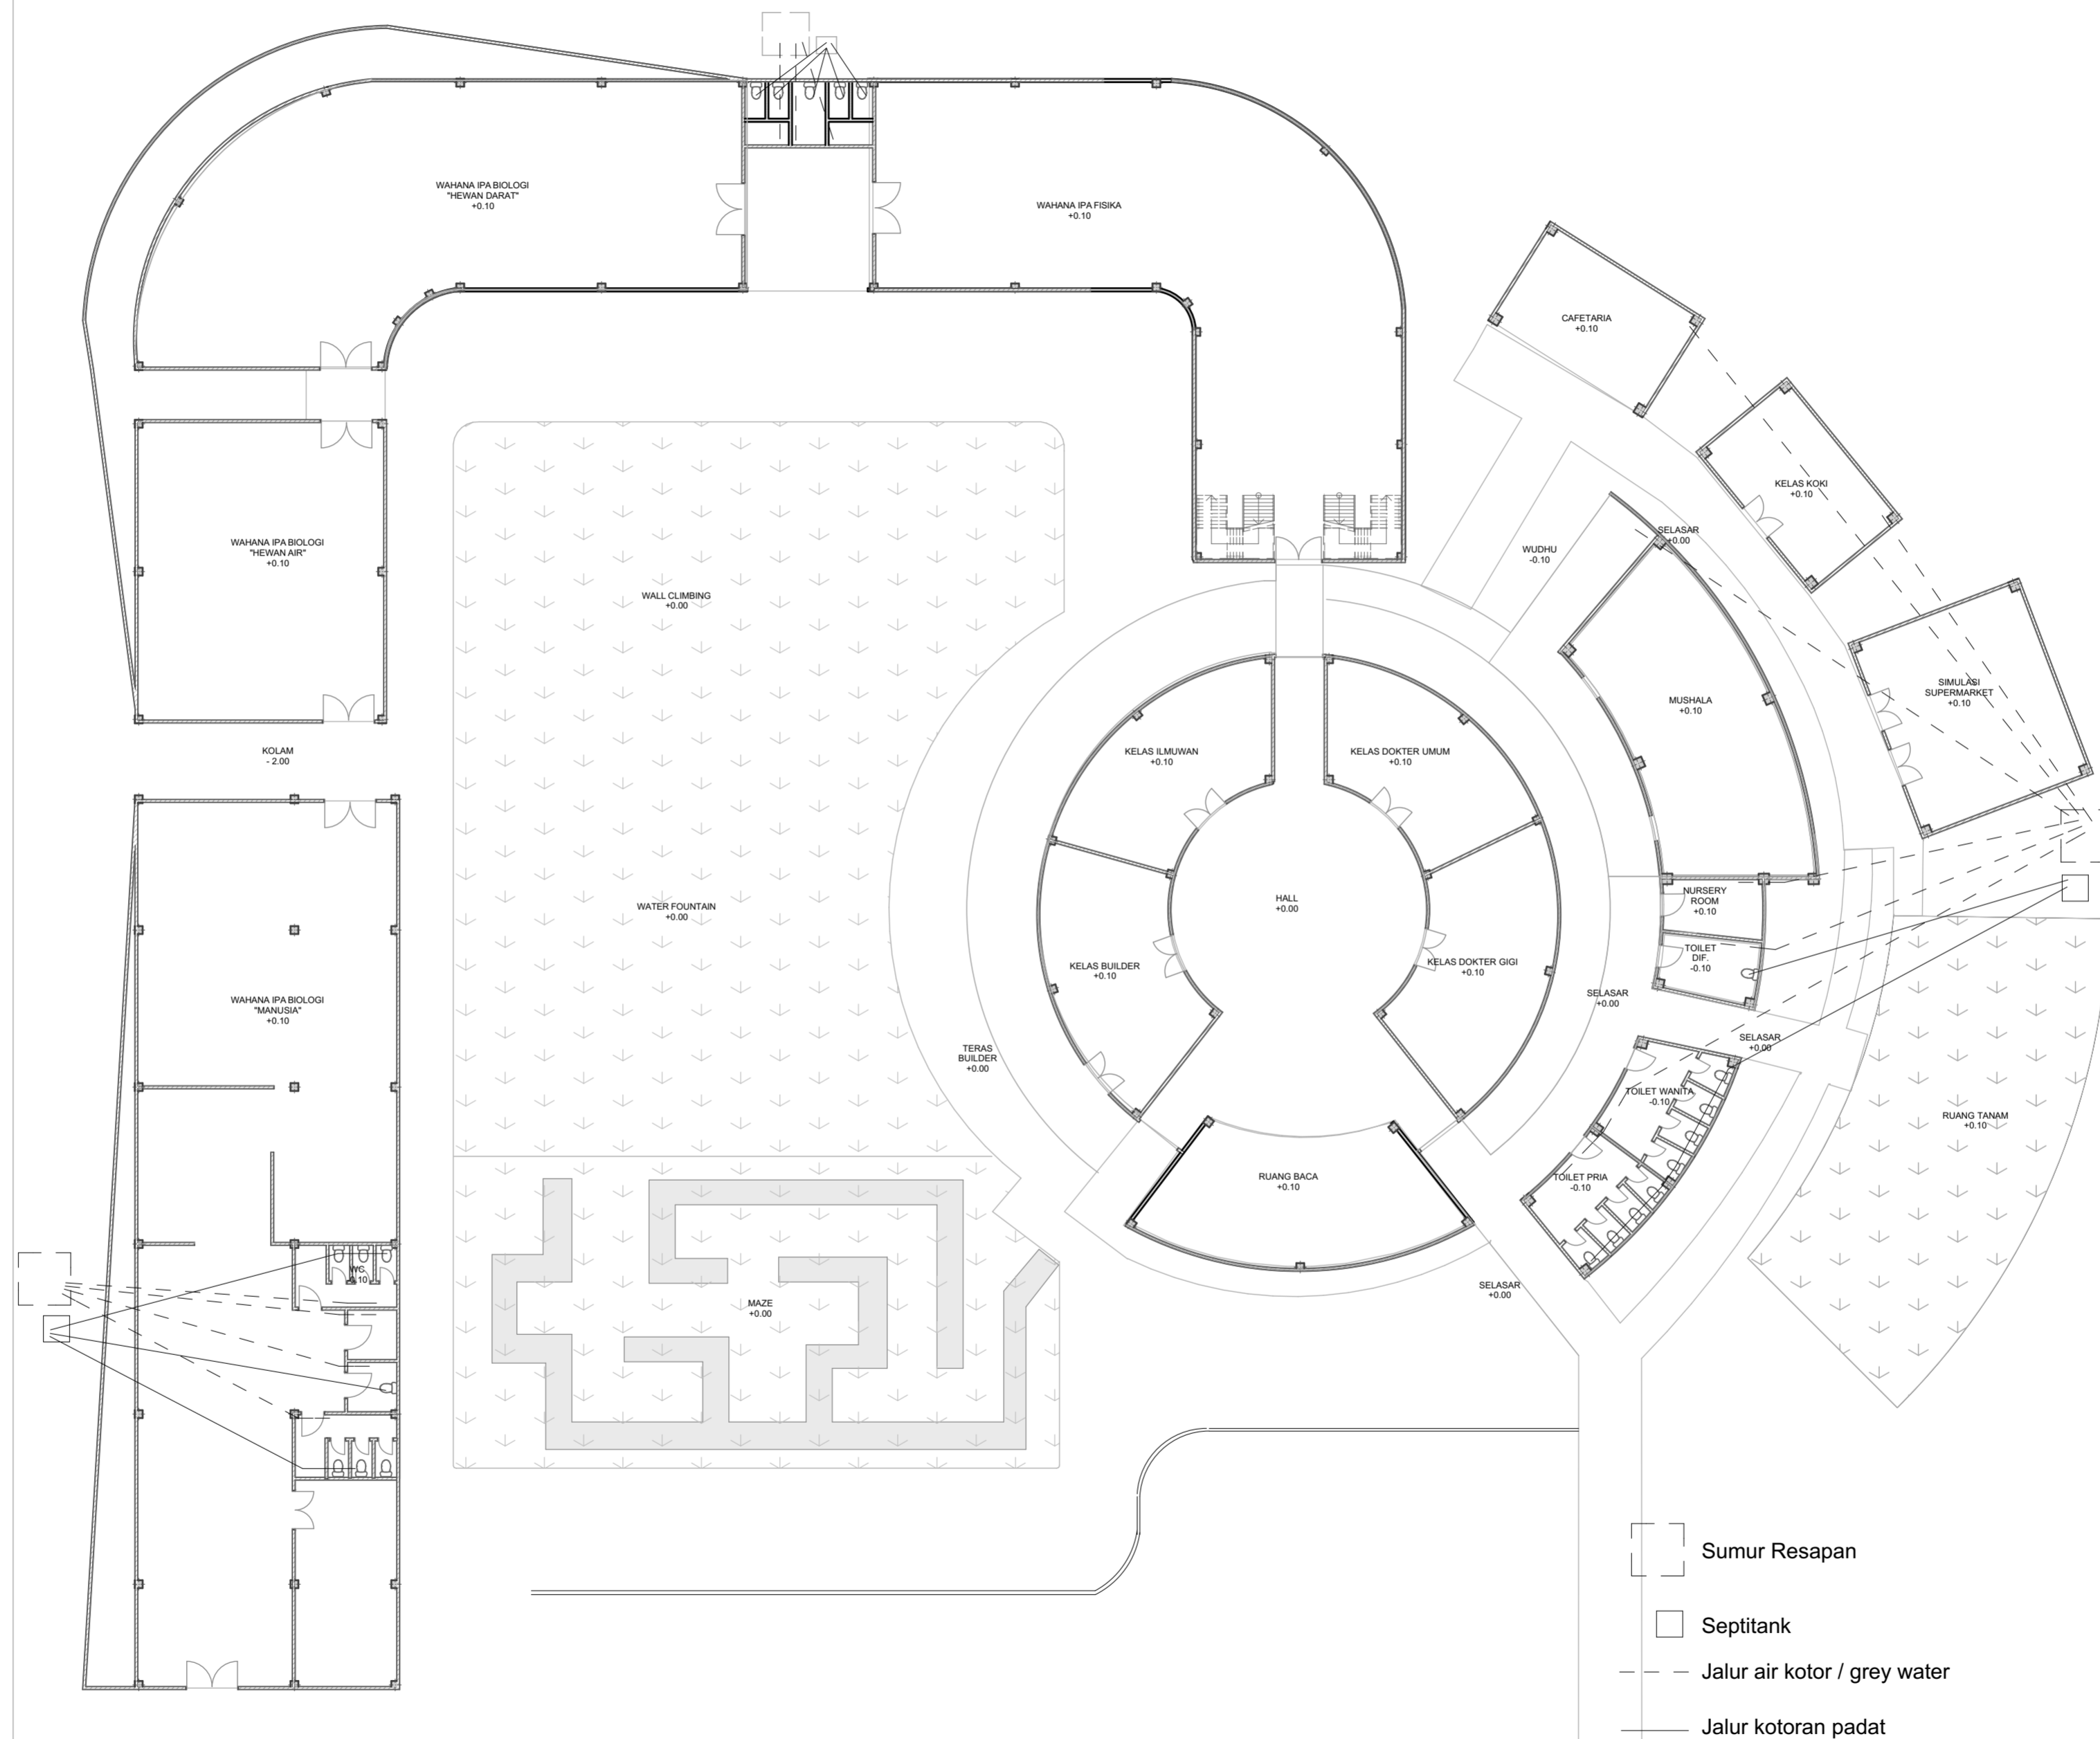 WAHANA IPA BIOLOGI
"HEWAN DARAT"
+0.10
WAHANA IPA FISIKA
+0.10
CAFETARIA
+0.10
KELAS KOKI
+0.10
SELASAR
+0.00
WUDHU
-0.10
WAHANA IPA BIOLOGI
"HEWAN AIR"
+0.10
WALL CLIMBING
+0.00
MUSHALA
+0.10
SIMULASI
SUPERMARKET
+0.10
KOLAM
- 2.00
KELAS ILMUWAN
+0.10
KELAS DOKTER UMUM
+0.10
WATER FOUNTAIN
+0.00
HALL
+0.00
NURSERY
ROOM
+0.10
KELAS BUILDER
+0.10
KELAS DOKTER GIGI
+0.10
TOILET
DIF.
-0.10
WAHANA IPA BIOLOGI
"MANUSIA"
+0.10
SELASAR
+0.00
TERAS
BUILDER
+0.00
SELASAR
+0.00
TOILET WANITA
-0.10
RUANG TANAM
+0.10
RUANG BACA
+0.10
TOILET PRIA
-0.10
WC
MAZE
+0.00
SELASAR
+0.00
Sumur Resapan
Septitank
Jalur air kotor / grey water
Jalur kotoran padat